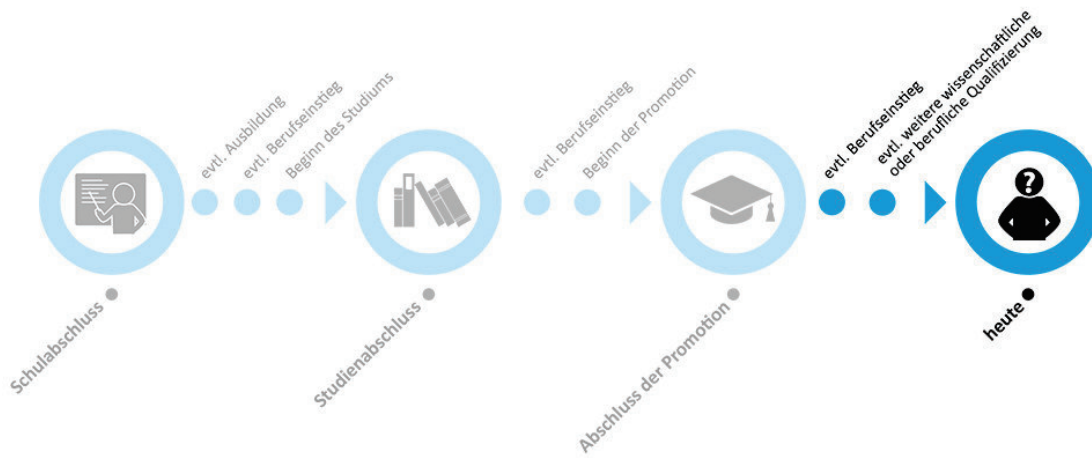 evtl. Ausbildung
evtl. Berufseinstieg
Beginn des Studiums
evtl. Berufseinstieg
Beginn der Promotion
evtl. Berufseinstieg
evtl. weitere wissenschaftliche
oder berufliche Qualifizierung
?
Schulabschluss
Studienabschluss
Abschluss der Promotion
heute